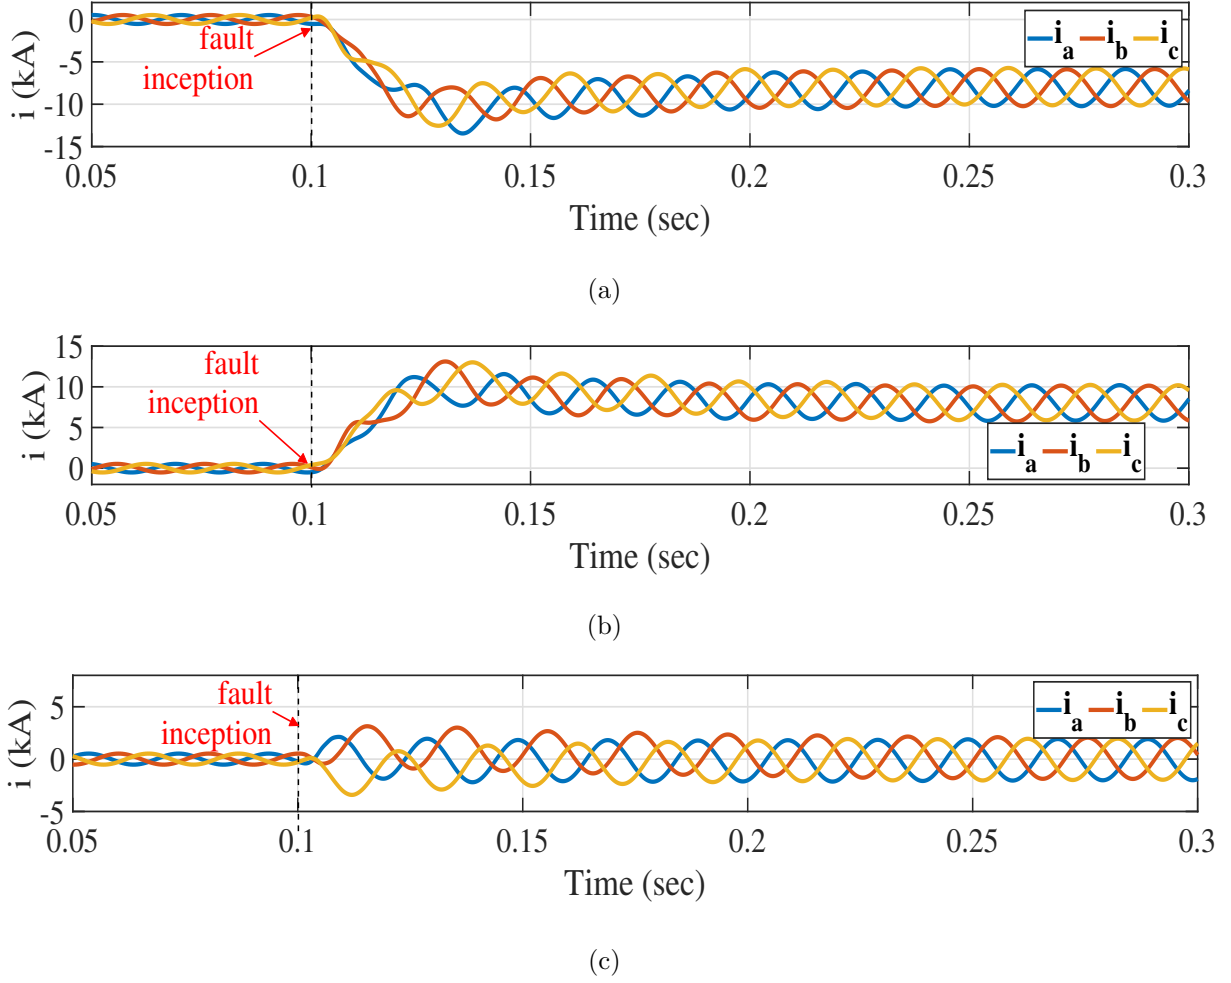 0
-5
-10
-15
i (kA)
fault
inception
i_a i_b i_c
0.05 0.1 0.15 0.2 0.25 0.3
Time (sec)
(a)
15
10
5
0
i (kA)
fault
inception
i_a i_b i_c
0.05 0.1 0.15 0.2 0.25 0.3
Time (sec)
(b)
5
0
-5
i (kA)
fault
inception
i_a i_b i_c
0.05 0.1 0.15 0.2 0.25 0.3
Time (sec)
(c)